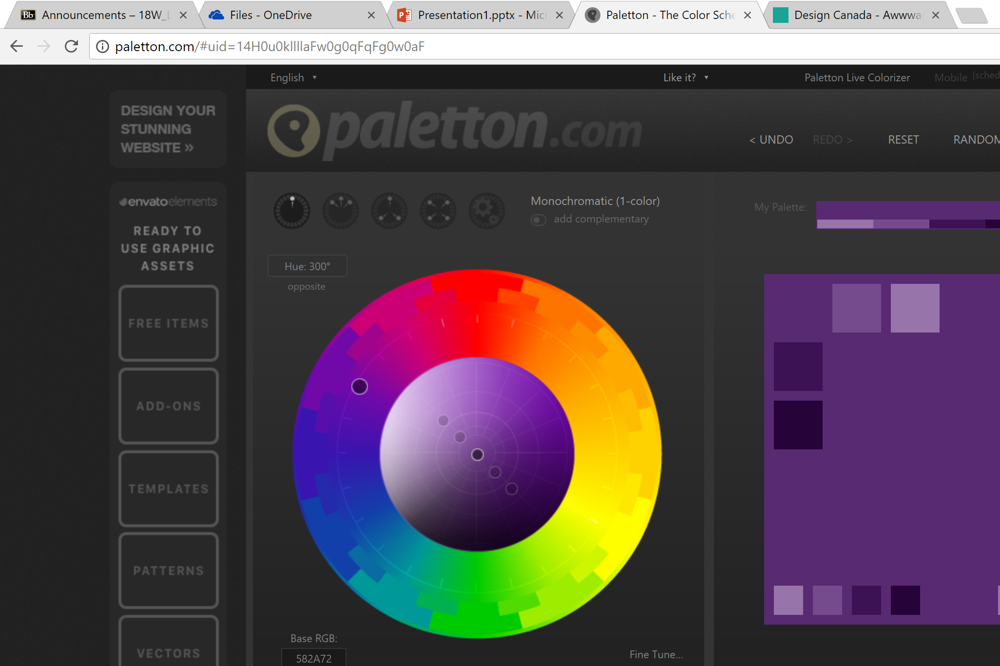 Bb Announcements – 18W_L
Files - OneDrive
P Presentation1.pptx - Micr
Paletton - The Color Sche
Design Canada - Awwwar
paletton.com/#uid=14H0u0kllllaFw0g0qFqFg0w0aF
English
Like it?
Paletton Live Colorizer
Mobile [sched
DESIGN YOUR
STUNNING
WEBSITE »
paletton.com
< UNDO
REDO >
RESET
RANDOM
envatoelements
READY TO
USE GRAPHIC
ASSETS
FREE ITEMS
ADD-ONS
TEMPLATES
PATTERNS
VECTORS
Monochromatic (1-color)
add complementary
My Palette:
Hue: 300°
opposite
Base RGB:
582A72
Fine Tune...